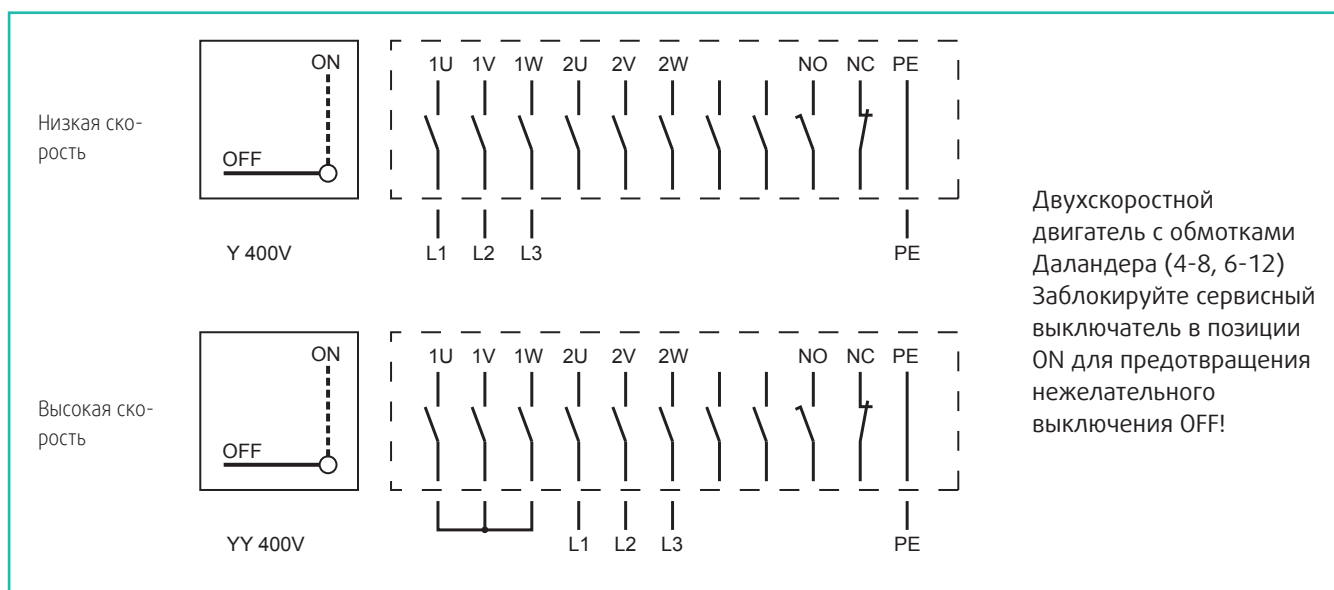 Низкая ско-
рость
ON
OFF
Y 400V
1U 1V 1W 2U 2V 2W NO NC PE
L1 L2 L3 PE
Высокая ско-
рость
ON
OFF
YY 400V
1U 1V 1W 2U 2V 2W NO NC PE
L1 L2 L3 PE
Двухскоростной
двигатель с обмотками
Даландера (4-8, 6-12)
Заблокируйте сервисный
выключатель в позиции
ON для предотвращения
нежелательного
выключения OFF!